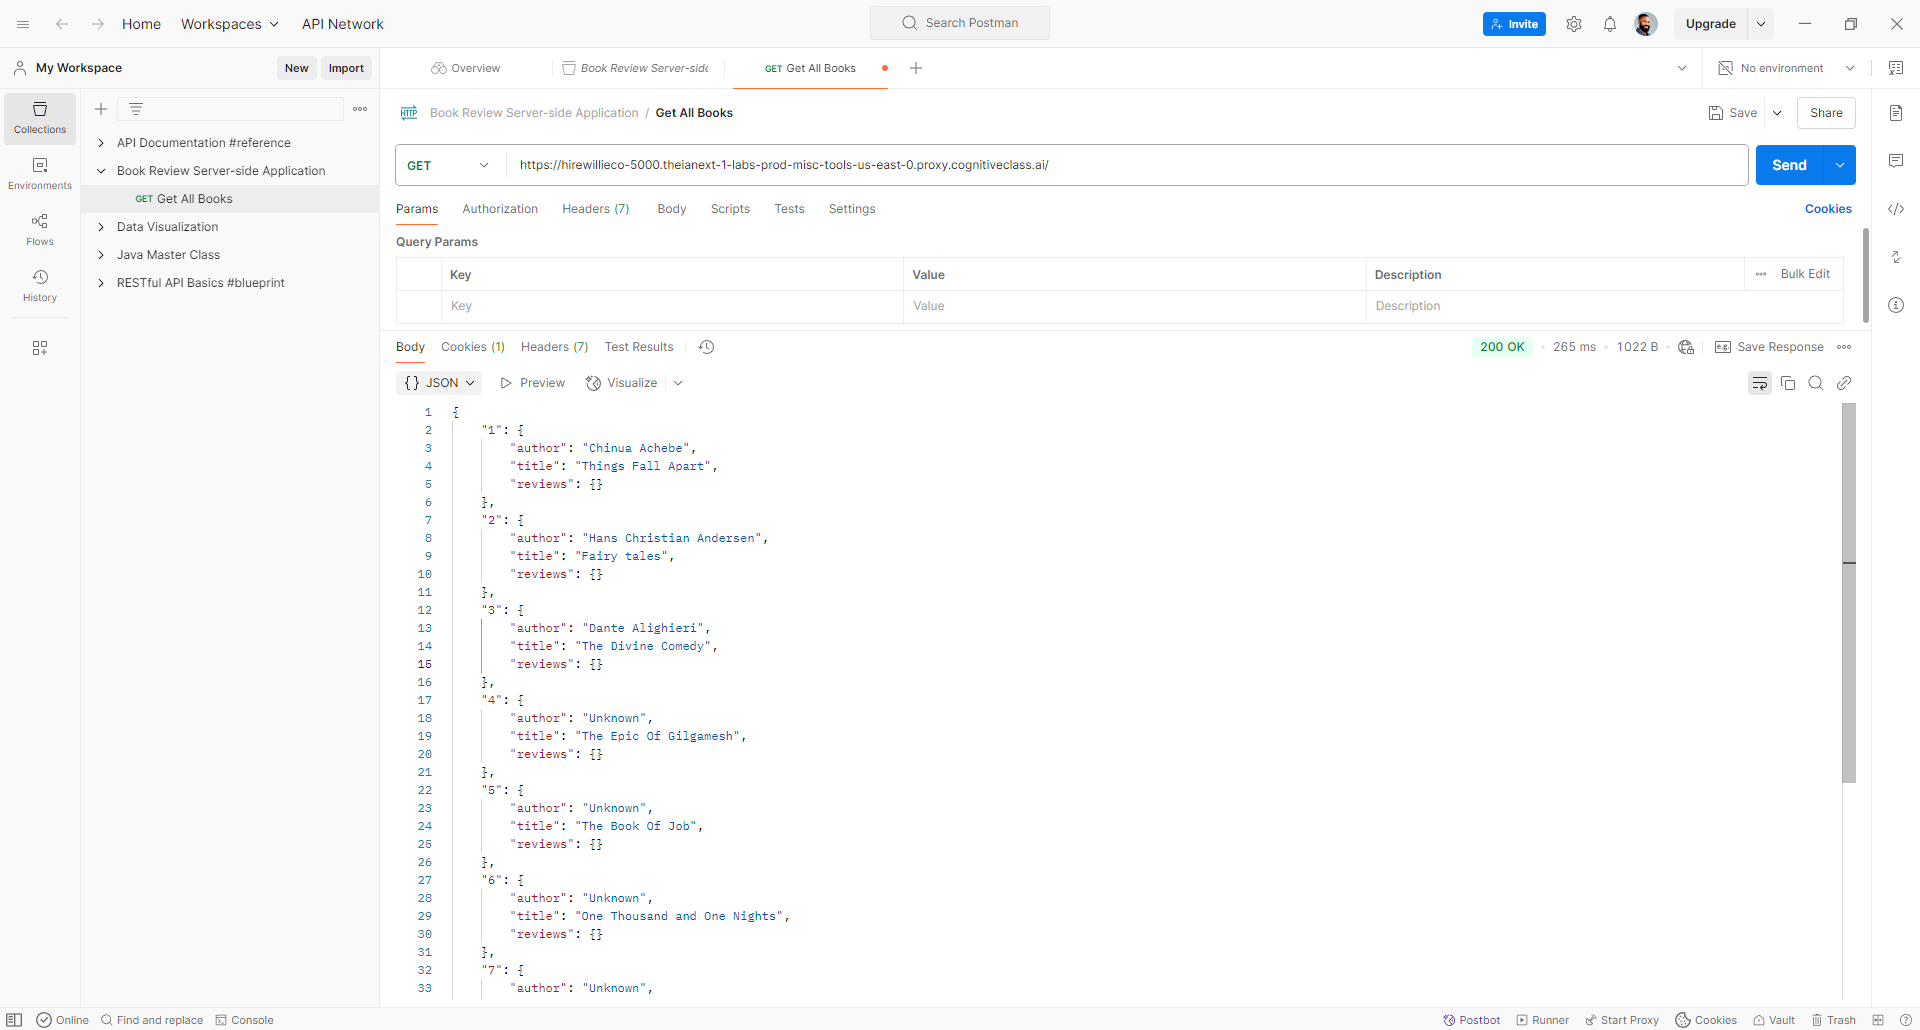 Home Workspaces API Network Search Postman Invite Upgrade
My Workspace New Import Overview Book Review Server-side GET Get All Books No environment
Collections
Environments
Flows
History
API Documentation #reference
Book Review Server-side Application
GET Get All Books
Data Visualization
Java Master Class
RESTful API Basics #blueprint
HTTP Book Review Server-side Application / Get All Books Save Share
GET https://hirewillieco-5000.theianext-1-labs-prod-misc-tools-us-east-0.proxy.cognitiveclass.ai/ Send
Params Authorization Headers (7) Body Scripts Tests Settings Cookies
Query Params
Key Value Description Bulk Edit
Key Value Description
Body Cookies (1) Headers (7) Test Results 200 OK 265 ms 1022 B e.g. Save Response
{} JSON Preview Visualize
1 {
2 "1": {
3 "author": "Chinua Achebe",
4 "title": "Things Fall Apart",
5 "reviews": {}
6 },
7 "2": {
8 "author": "Hans Christian Andersen",
9 "title": "Fairy tales",
10 "reviews": {}
11 },
12 "3": {
13 "author": "Dante Alighieri",
14 "title": "The Divine Comedy",
15 "reviews": {}
16 },
17 "4": {
18 "author": "Unknown",
19 "title": "The Epic Of Gilgamesh",
20 "reviews": {}
21 },
22 "5": {
23 "author": "Unknown",
24 "title": "The Book Of Job",
25 "reviews": {}
26 },
27 "6": {
28 "author": "Unknown",
29 "title": "One Thousand and One Nights",
30 "reviews": {}
31 },
32 "7": {
33 "author": "Unknown",
Online Find and replace Console Postbot Runner Start Proxy Cookies Vault Trash